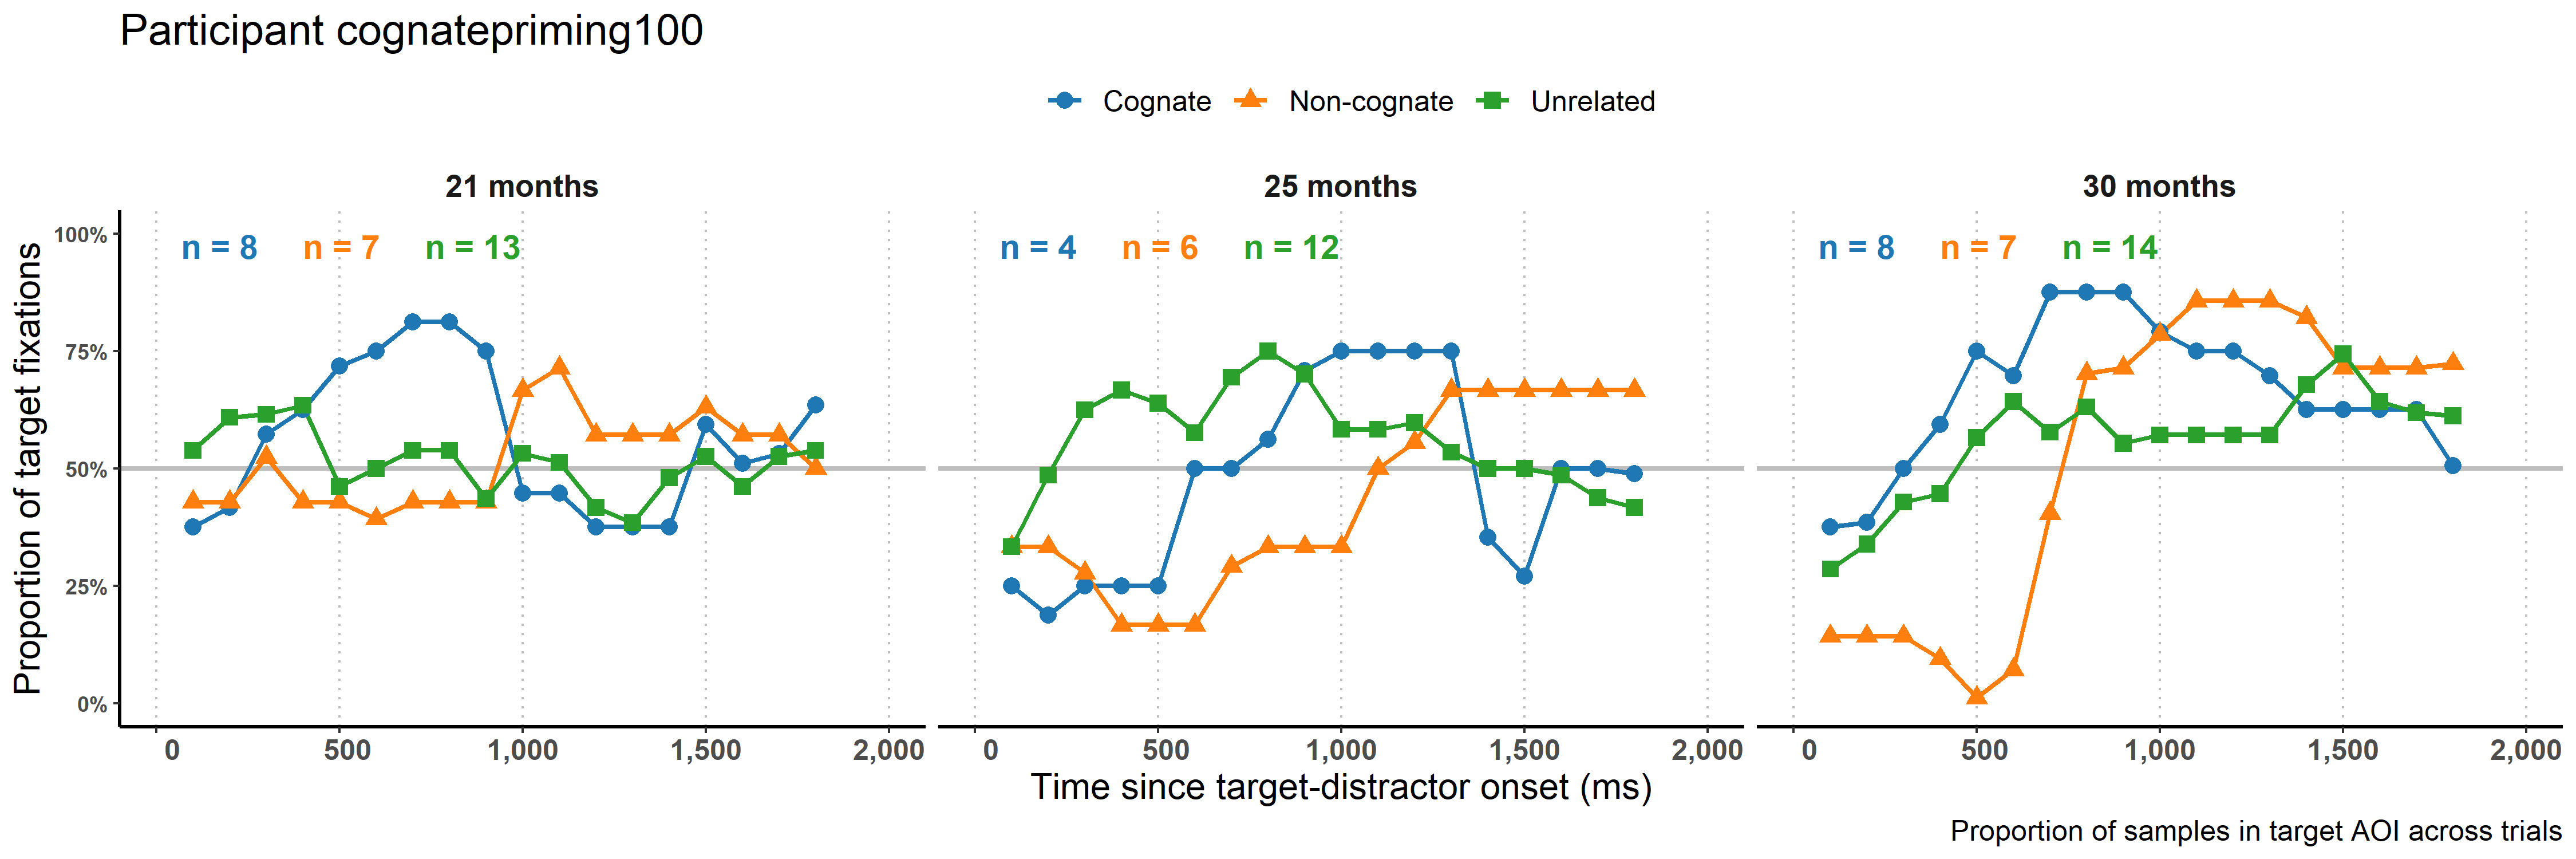 Participant cognatepriming100
Cognate Non-cognate Unrelated
21 months 25 months 30 months
n = 8 n = 7 n = 13 n = 4 n = 6 n = 12 n = 8 n = 7 n = 14
Proportion of target fixations
100%
75%
50%
25%
0%
0 500 1,000 1,500 2,000 0 500 1,000 1,500 2,000 0 500 1,000 1,500 2,000
Time since target-distractor onset (ms)
Proportion of samples in target AOI across trials